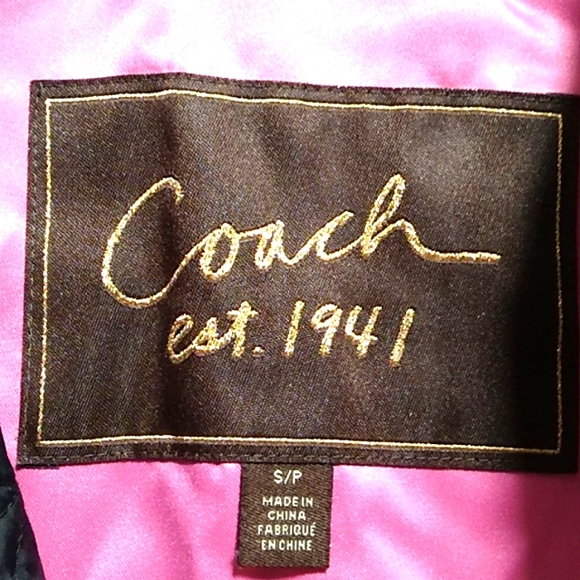 Coach
est. 1941
S/P
MADE IN
CHINA
FABRIQUÉ
EN CHINE